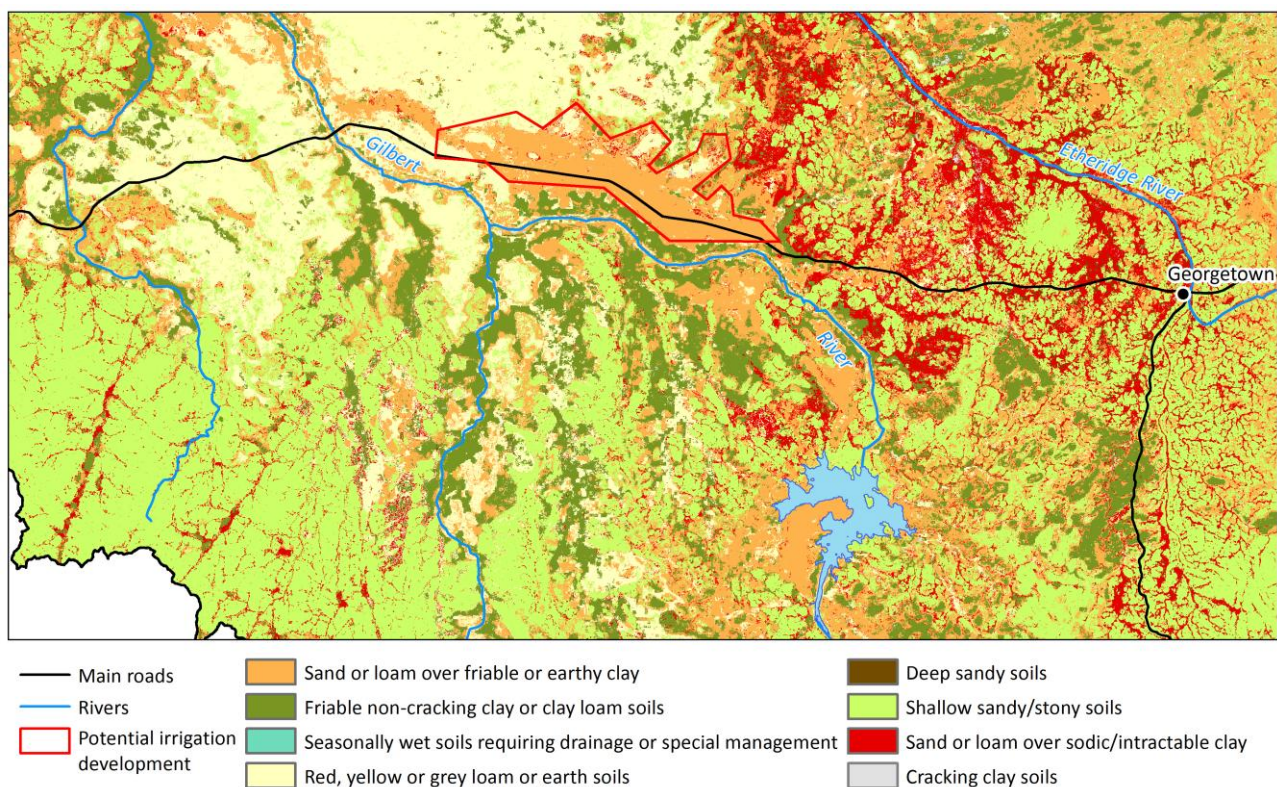 Gilbert
River
Etheridge River
Georgetown
Main roads
Rivers
Potential irrigation
development
Sand or loam over friable or earthy clay
Friable non-cracking clay or clay loam soils
Seasonally wet soils requiring drainage or special management
Red, yellow or grey loam or earth soils
Deep sandy soils
Shallow sandy/stony soils
Sand or loam over sodic/intractable clay
Cracking clay soils